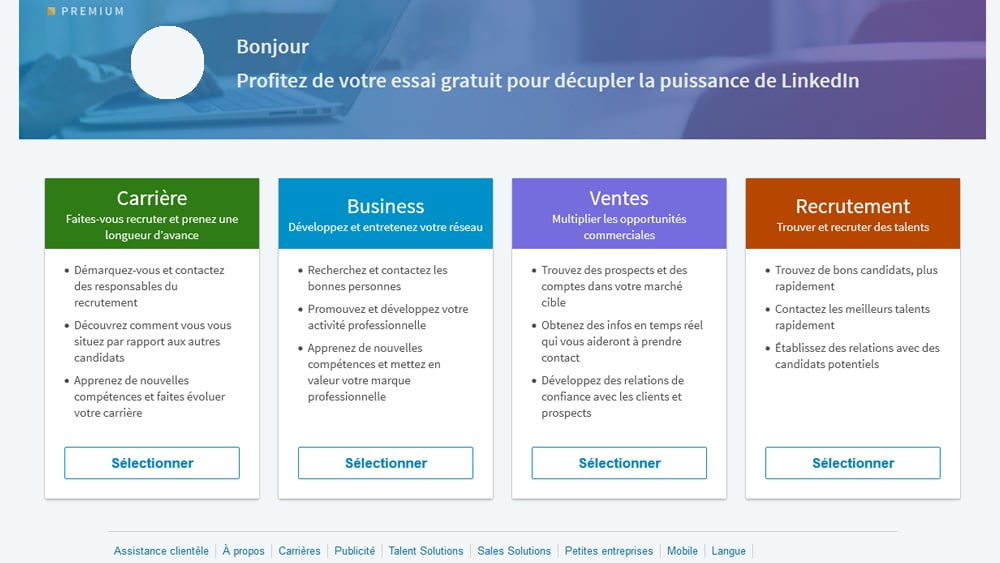 PREMIUM
Bonjour
Profitez de votre essai gratuit pour décupler la puissance de LinkedIn
Carrière
Faites-vous recruter et prenez une
longueur d'avance
• Démarquez-vous et contactez
des responsables du
recrutement
• Découvrez comment vous vous
situez par rapport aux autres
candidats
• Apprenez de nouvelles
compétences et faites évoluer
votre carrière
Sélectionner
Business
Développez et entretenez votre réseau
• Recherchez et contactez les
bonnes personnes
• Promouvez et développez votre
activité professionnelle
• Apprenez de nouvelles
compétences et mettez en
valeur votre marque
professionnelle
Sélectionner
Ventes
Multiplier les opportunités
commerciales
• Trouvez des prospects et des
comptes dans votre marché
cible
• Obtenez des infos en temps réel
qui vous aideront à prendre
contact
• Développez des relations de
confiance avec les clients et
prospects
Sélectionner
Recrutement
Trouver et recruter des talents
• Trouvez de bons candidats, plus
rapidement
• Contactez les meilleurs talents
rapidement
• Établissez des relations avec des
candidats potentiels
Sélectionner
Assistance clientèle | À propos | Carrières | Publicité | Talent Solutions | Sales Solutions | Petites entreprises | Mobile | Langue |